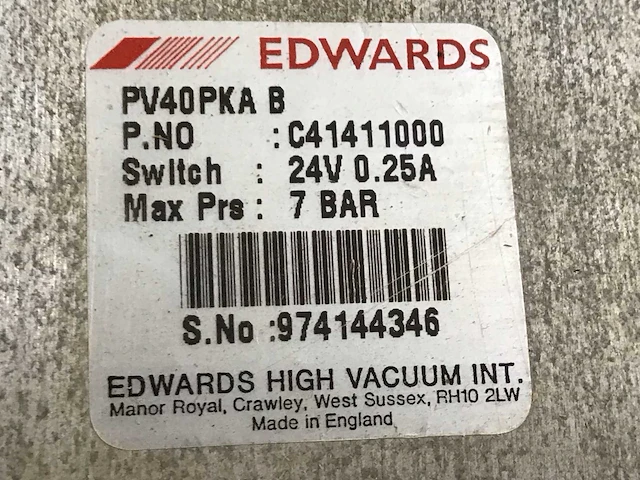 EDWARDS
PV40PKA B
P.NO : C41411000
Switch : 24V 0.25A
Max Prs : 7 BAR
S.No :974144346
EDWARDS HIGH VACUUM INT.
Manor Royal, Crawley, West Sussex, RH10 2LW
Made in England